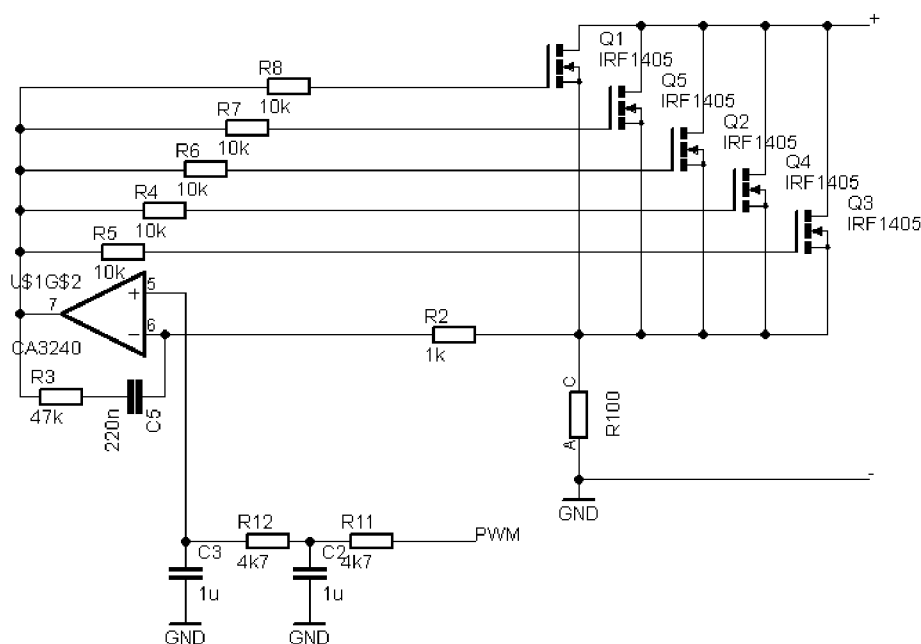 +
Q1
IRF1405
R8
10k
Q5
IRF1405
R7
10k
Q2
IRF1405
R6
10k
Q4
IRF1405
R4
10k
Q3
IRF1405
R5
10k
U$1G$2
7
+
5
−
6
CA3240
R2
1k
R3
47k
220n
C5
C
R100
A
-
GND
R12
4k7
R11
4k7
PWM
C3
1u
C2
1u
GND
GND